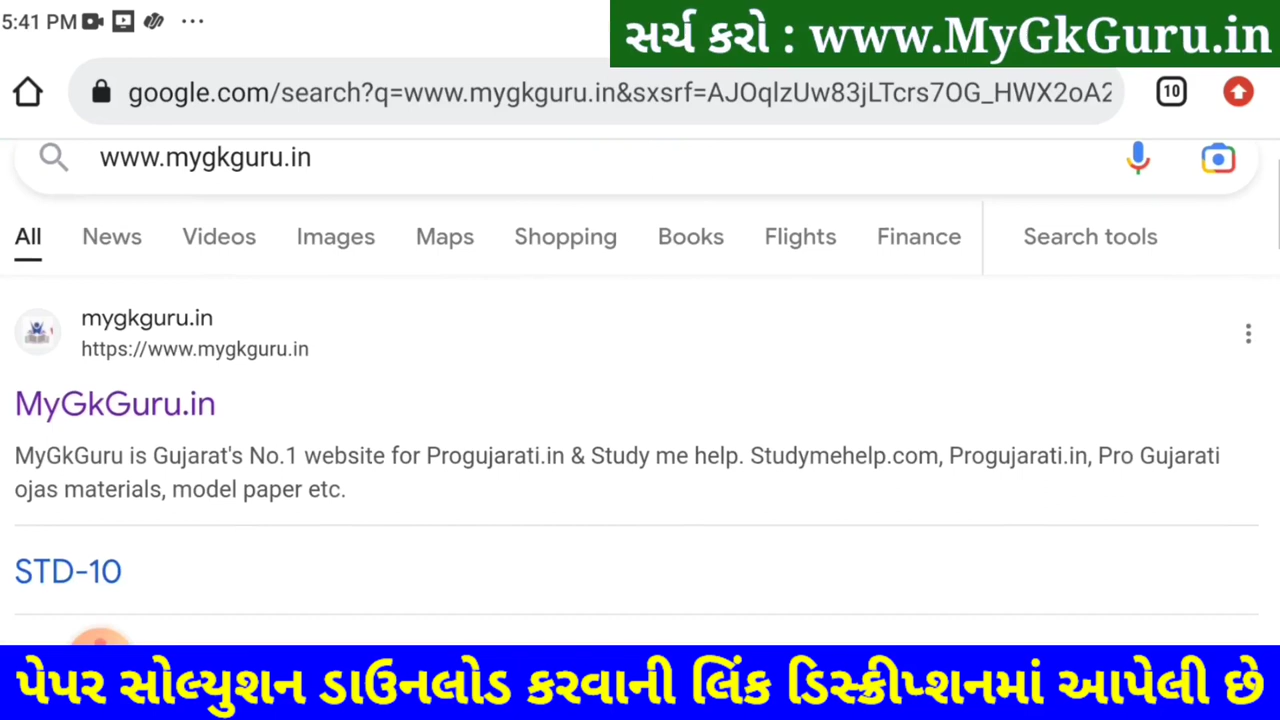 5:41 PM
સર્ચ કરો : www.MyGkGuru.in
google.com/search?q=www.mygkguru.in&sxsrf=AJOqlzUw83jLTcrs7OG_HWX2oA2
10
www.mygkguru.in
All News Videos Images Maps Shopping Books Flights Finance Search tools
mygkguru.in
https://www.mygkguru.in
MyGkGuru.in
MyGkGuru is Gujarat's No.1 website for Progujarati.in & Study me help. Studymehelp.com, Progujarati.in, Pro Gujarati
ojas materials, model paper etc.
STD-10
પેપર સોલ્યુશન ડાઉનલોડ કરવાની લિંક ડિસ્ક્રીપ્શનમાં આપેલી છે